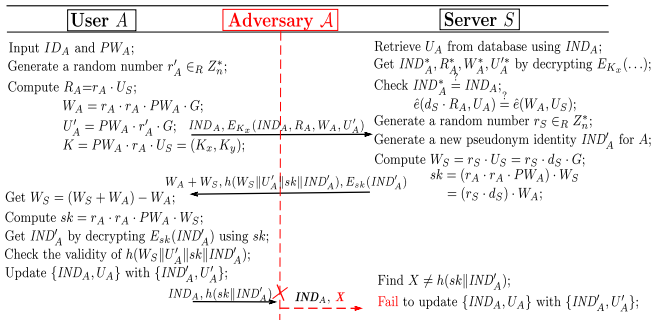 User A
Adversary 𝒜
Server S
Input ID_A and PW_A;
Generate a random number r'_A ∈_R Z*_n;
Compute R_A=r_A · U_S;
W_A = r_A · r_A · PW_A · G;
U'_A = PW_A · r'_A · G;
K = PW_A · r_A · U_S = (K_x, K_y);
IND_A, E_{K_x}(IND_A, R_A, W_A, U'_A)
Retrieve U_A from database using IND_A;
Get IND*_A, R*_A, W*_A, U'*_A by decrypting E_{K_x}(...);
Check IND*_A ≟ IND_A;
ê(d_S · R_A, U_A) ≟ ê(W_A, U_S);
Generate a random number r_S ∈_R Z*_n;
Generate a new pseudonym identity IND'_A for A;
Compute W_S = r_S · U_S = r_S · d_S · G;
sk = (r_A · r_A · PW_A) · W_S
= (r_S · d_S) · W_A;
W_A + W_S, h(W_S‖U'_A‖sk‖IND'_A), E_{sk}(IND'_A)
Get W_S = (W_S + W_A) − W_A;
Compute sk = r_A · r_A · PW_A · W_S;
Get IND'_A by decrypting E_{sk}(IND'_A) using sk;
Check the validity of h(W_S‖U'_A‖sk‖IND'_A);
Update {IND_A, U_A} with {IND'_A, U'_A};
IND_A, h(sk‖IND'_A)
IND_A, X
Find X ≠ h(sk‖IND'_A);
Fail to update {IND_A, U_A} with {IND'_A, U'_A};